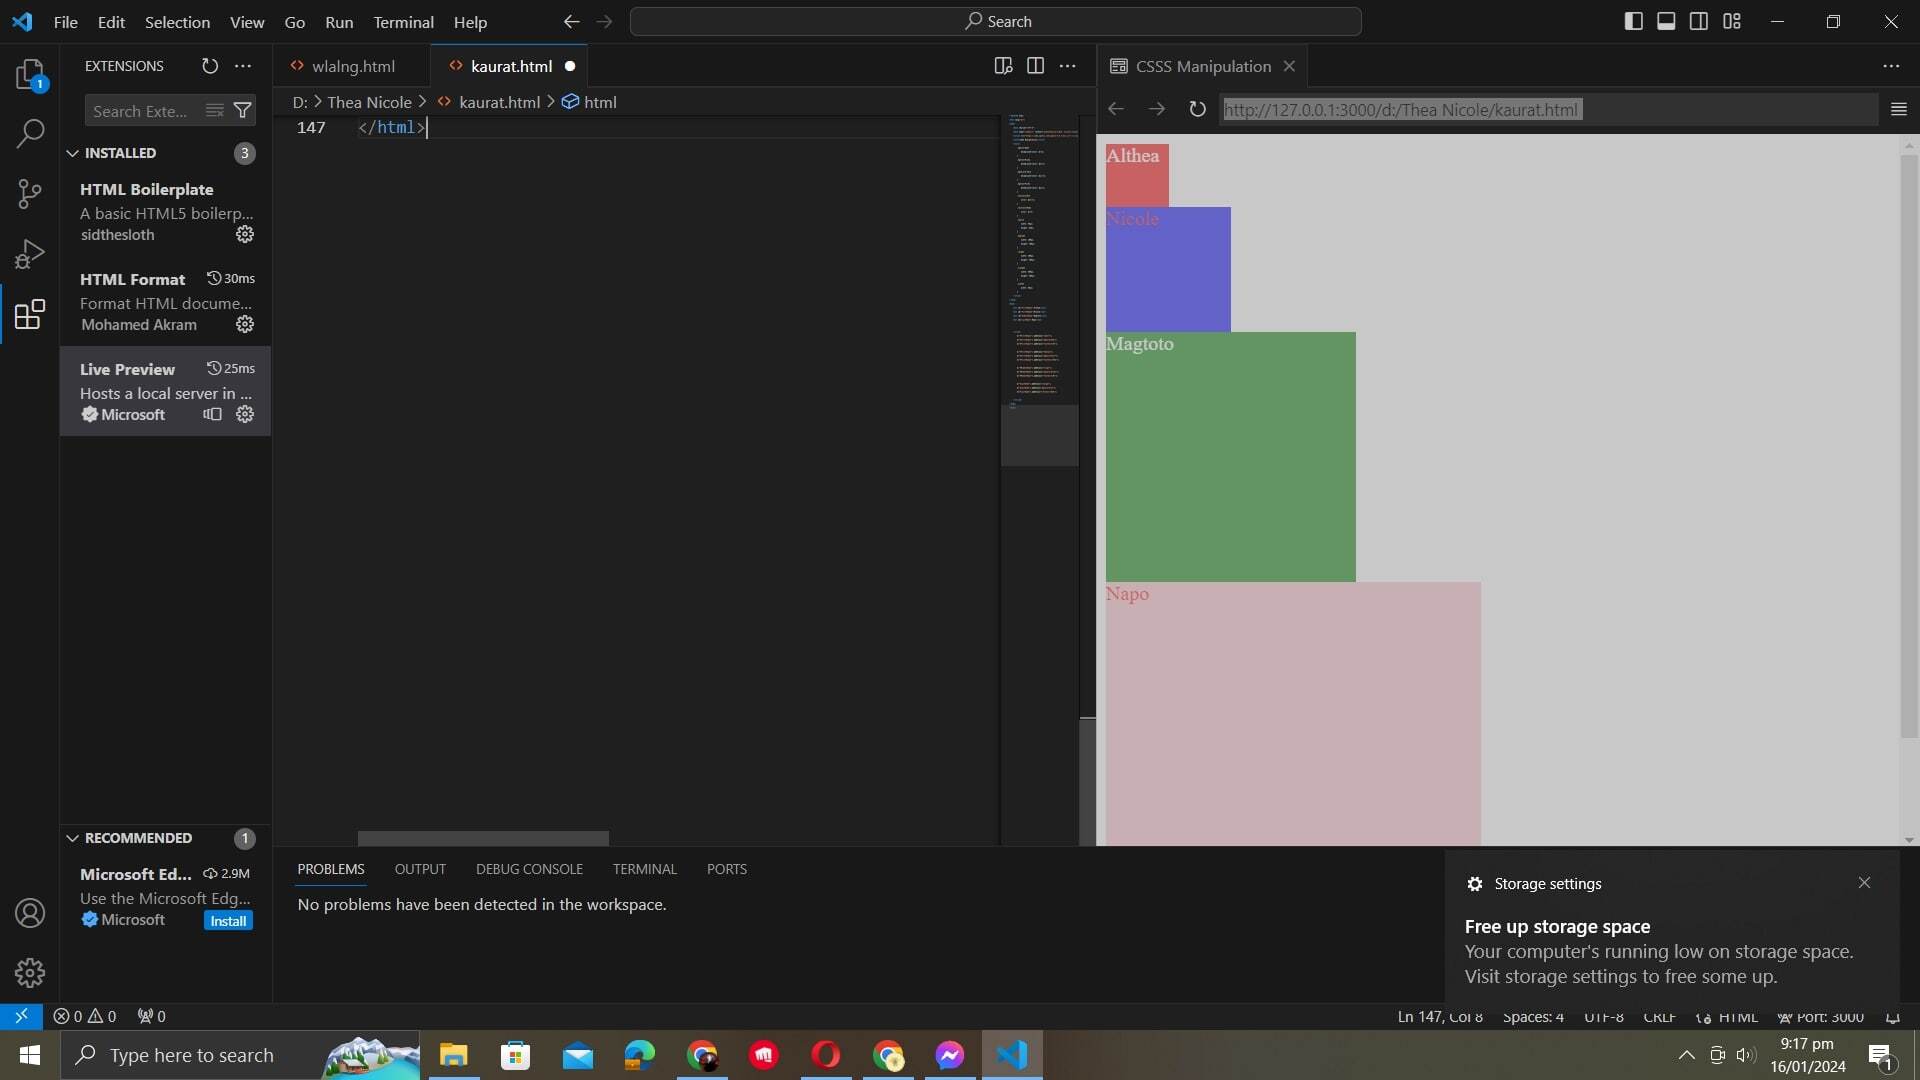 File Edit Selection View Go Run Terminal Help
Search
EXTENSIONS
Search Exte...
INSTALLED 3
HTML Boilerplate
A basic HTML5 boilerp...
sidthesloth
HTML Format 30ms
Format HTML docume...
Mohamed Akram
Live Preview 25ms
Hosts a local server in ...
Microsoft
RECOMMENDED 1
Microsoft Ed... 2.9M
Use the Microsoft Edg...
Microsoft Install
1
wlalng.html kaurat.html
D: > Thea Nicole > kaurat.html > html
147 </html>
CSSS Manipulation
http://127.0.0.1:3000/d:/Thea Nicole/kaurat.html
Althea
Nicole
Magtoto
Napo
PROBLEMS OUTPUT DEBUG CONSOLE TERMINAL PORTS
No problems have been detected in the workspace.
Storage settings
Free up storage space
Your computer's running low on storage space.
Visit storage settings to free some up.
0 0 0
Ln 147, Col 8 Spaces: 4 UTF-8 CRLF HTML Port: 3000
Type here to search
9:17 pm
16/01/2024
1